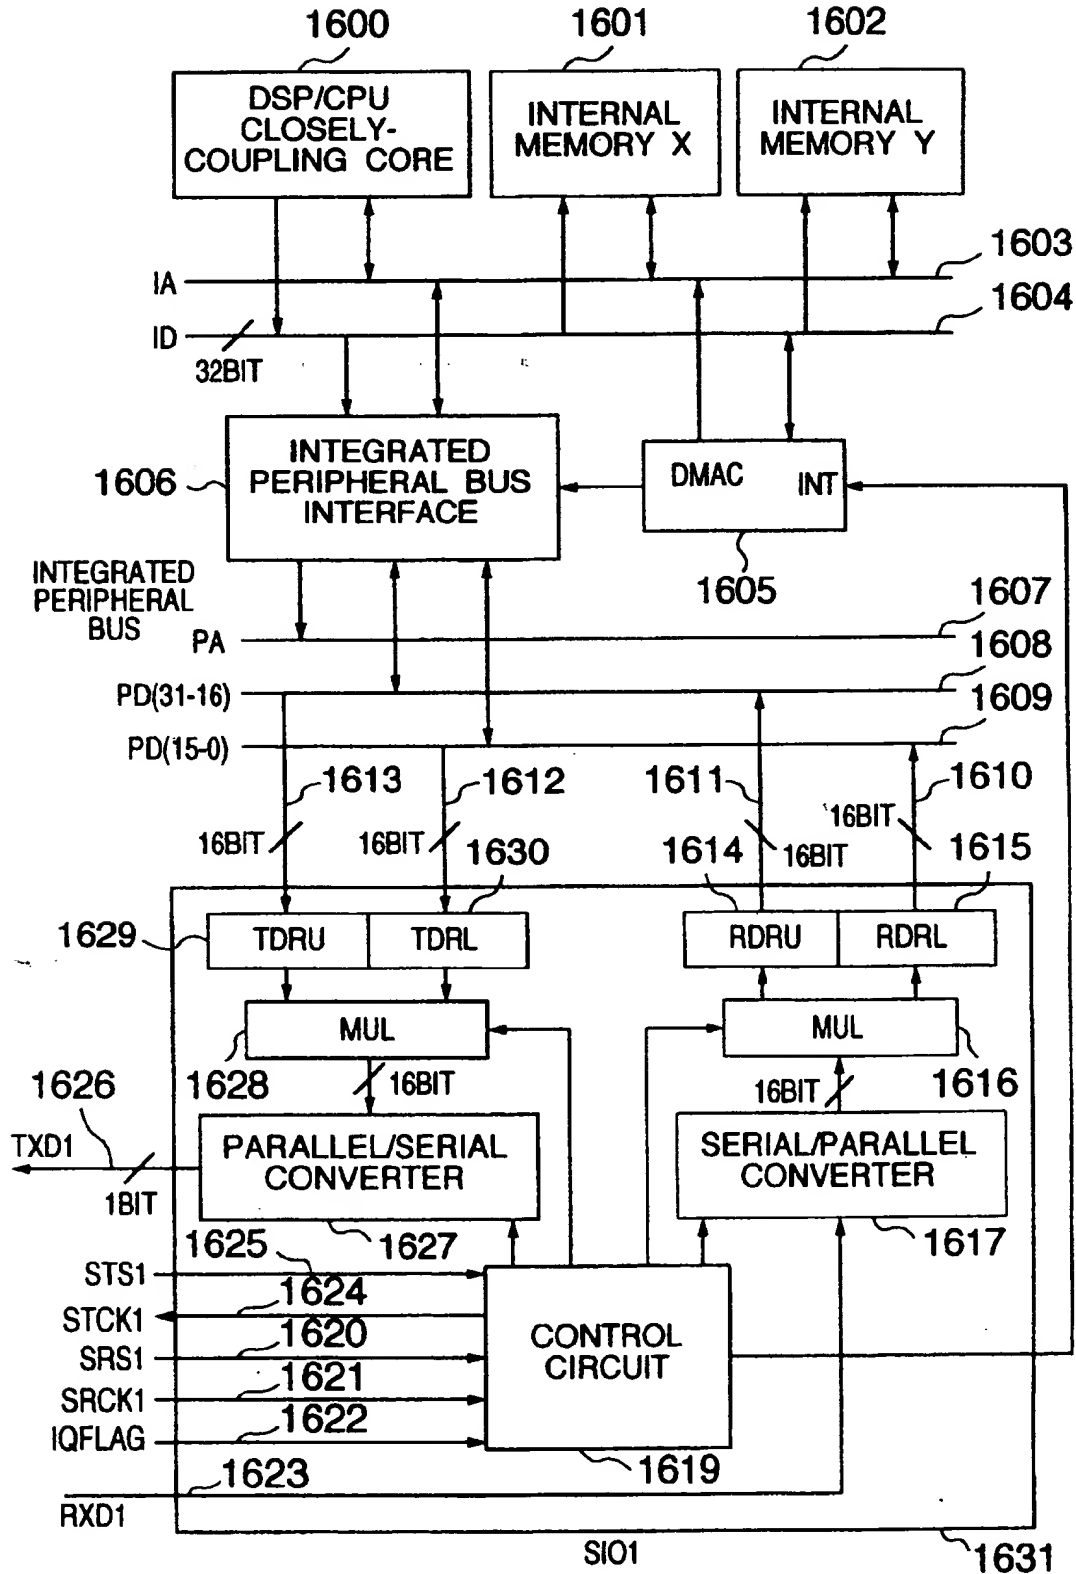 1600
1601
1602
DSP/CPU
CLOSELY-
COUPLING CORE
INTERNAL
MEMORY X
INTERNAL
MEMORY Y
1603
IA
1604
ID
32BIT
INTEGRATED
PERIPHERAL BUS
INTERFACE
1606
DMAC
INT
1605
INTEGRATED
PERIPHERAL
BUS
1607
PA
1608
PD(31-16)
1609
PD(15-0)
1613
1612
1611
1610
16BIT
16BIT
16BIT
16BIT
1630
1614
1615
1629
TDRU
TDRL
RDRU
RDRL
MUL
MUL
1628
16BIT
16BIT
1616
1626
TXD1
1BIT
PARALLEL/SERIAL
CONVERTER
SERIAL/PARALLEL
CONVERTER
1627
1617
1625
STS1
1624
STCK1
1620
SRS1
1621
SRCK1
1622
IQFLAG
CONTROL
CIRCUIT
1619
1623
RXD1
SIO1
1631